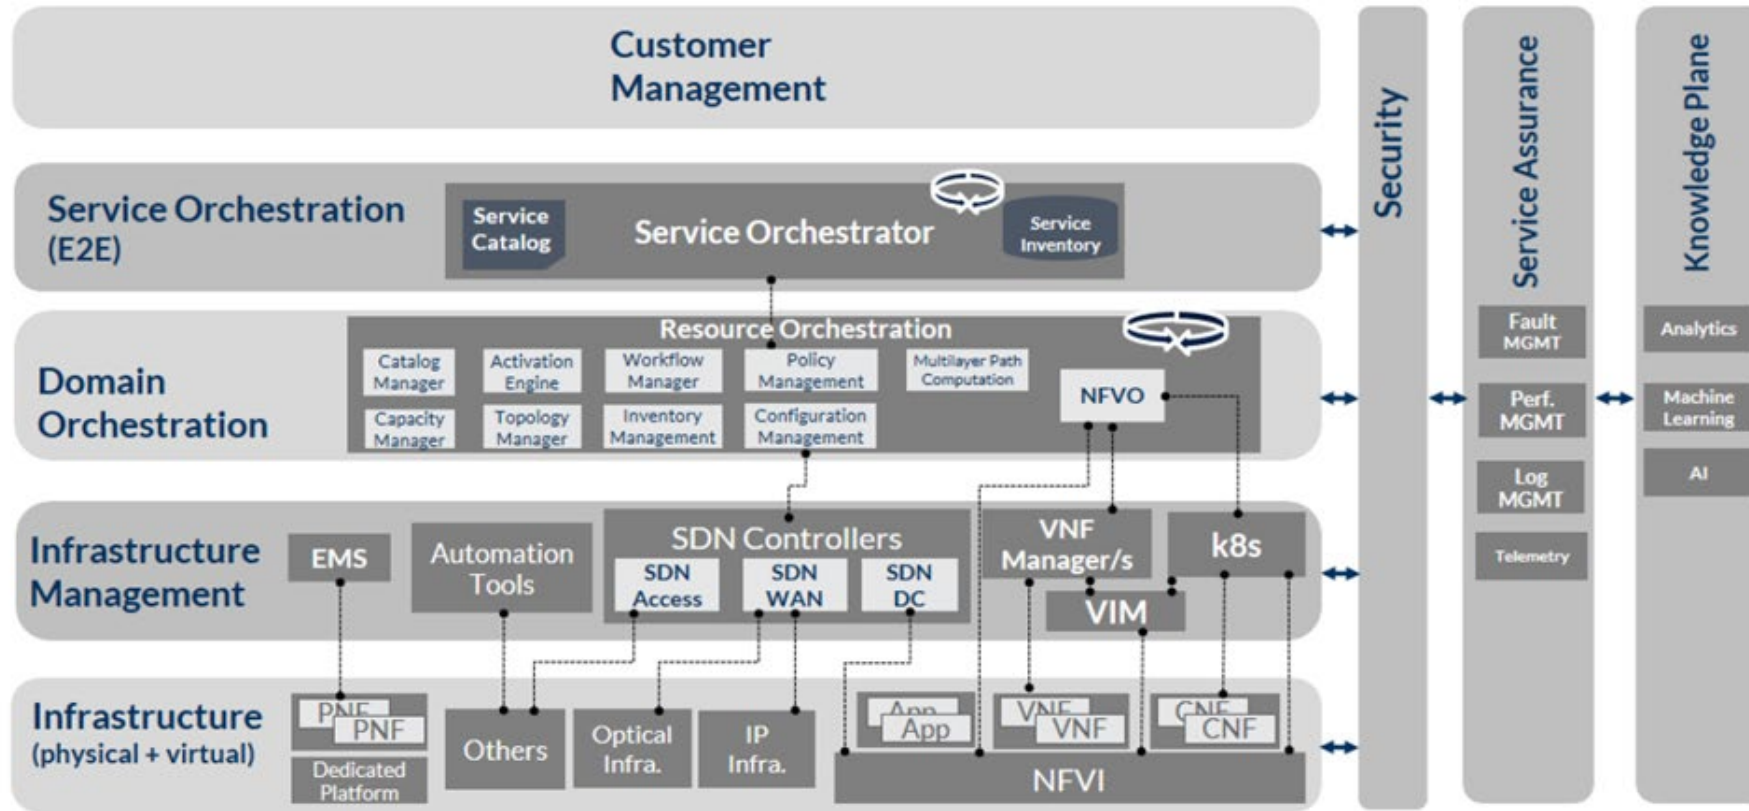 Customer
Management
Service Orchestration
(E2E)
Service
Catalog
Service Orchestrator
Service
Inventory
Domain
Orchestration
Resource Orchestration
Catalog
Manager
Activation
Engine
Workflow
Manager
Policy
Management
Multilayer Path
Computation
NFVO
Capacity
Manager
Topology
Manager
Inventory
Management
Configuration
Management
Infrastructure
Management
EMS
Automation
Tools
SDN Controllers
SDN
Access
SDN
WAN
SDN
DC
VNF
Manager/s
k8s
VIM
Infrastructure
(physical + virtual)
PNF
PNF
Dedicated
Platform
Others
Optical
Infra.
IP
Infra.
App
App
VNF
VNF
CNF
CNF
NFVI
Security
Service Assurance
Fault
MGMT
Perf.
MGMT
Log
MGMT
Telemetry
Knowledge Plane
Analytics
Machine
Learning
AI